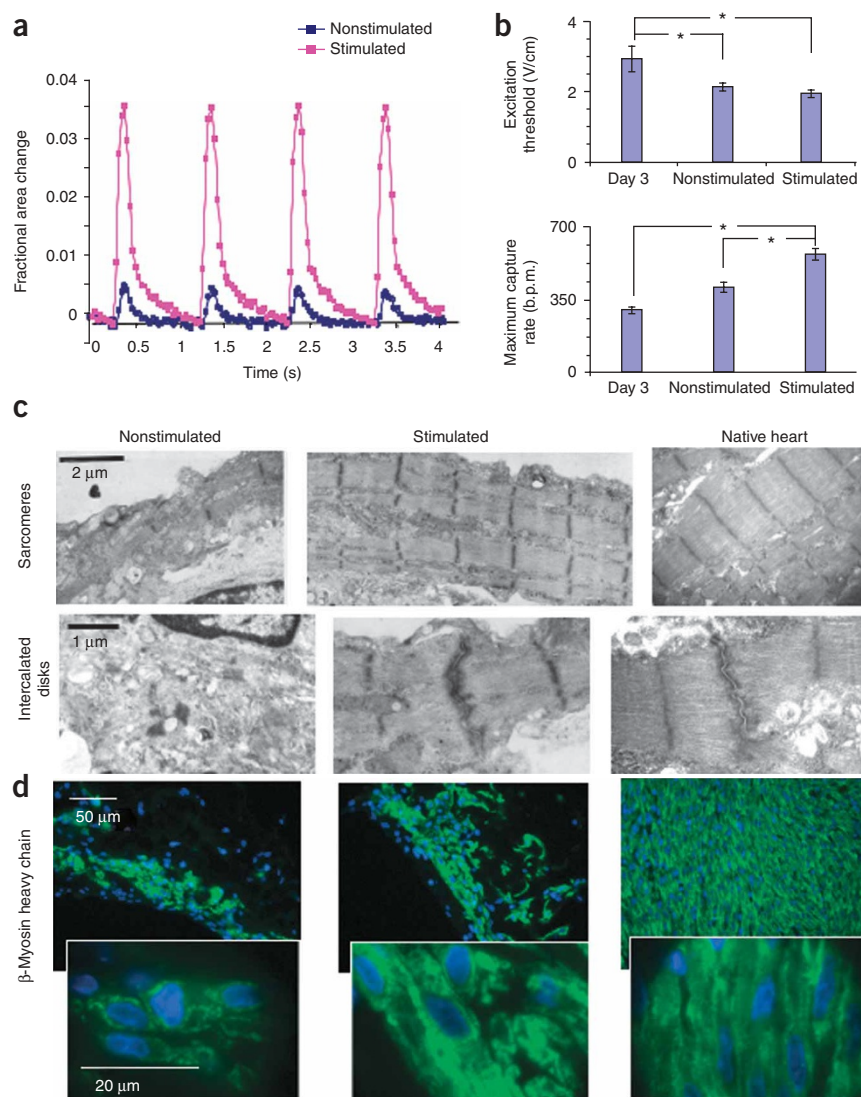 a
Nonstimulated
Stimulated
0.04
0.03
0.02
0.01
0
Fractional area change
0 0.5 1 1.5 2 2.5 3 3.5 4
Time (s)
b
4
2
0
Excitation
threshold (V/cm)
* *
Day 3 Nonstimulated Stimulated
700
350
0
Maximum capture
rate (b.p.m.)
* *
Day 3 Nonstimulated Stimulated
c
Nonstimulated Stimulated Native heart
Sarcomeres
2 μm
Intercalated
disks
1 μm
d
β-Myosin heavy chain
50 μm
20 μm